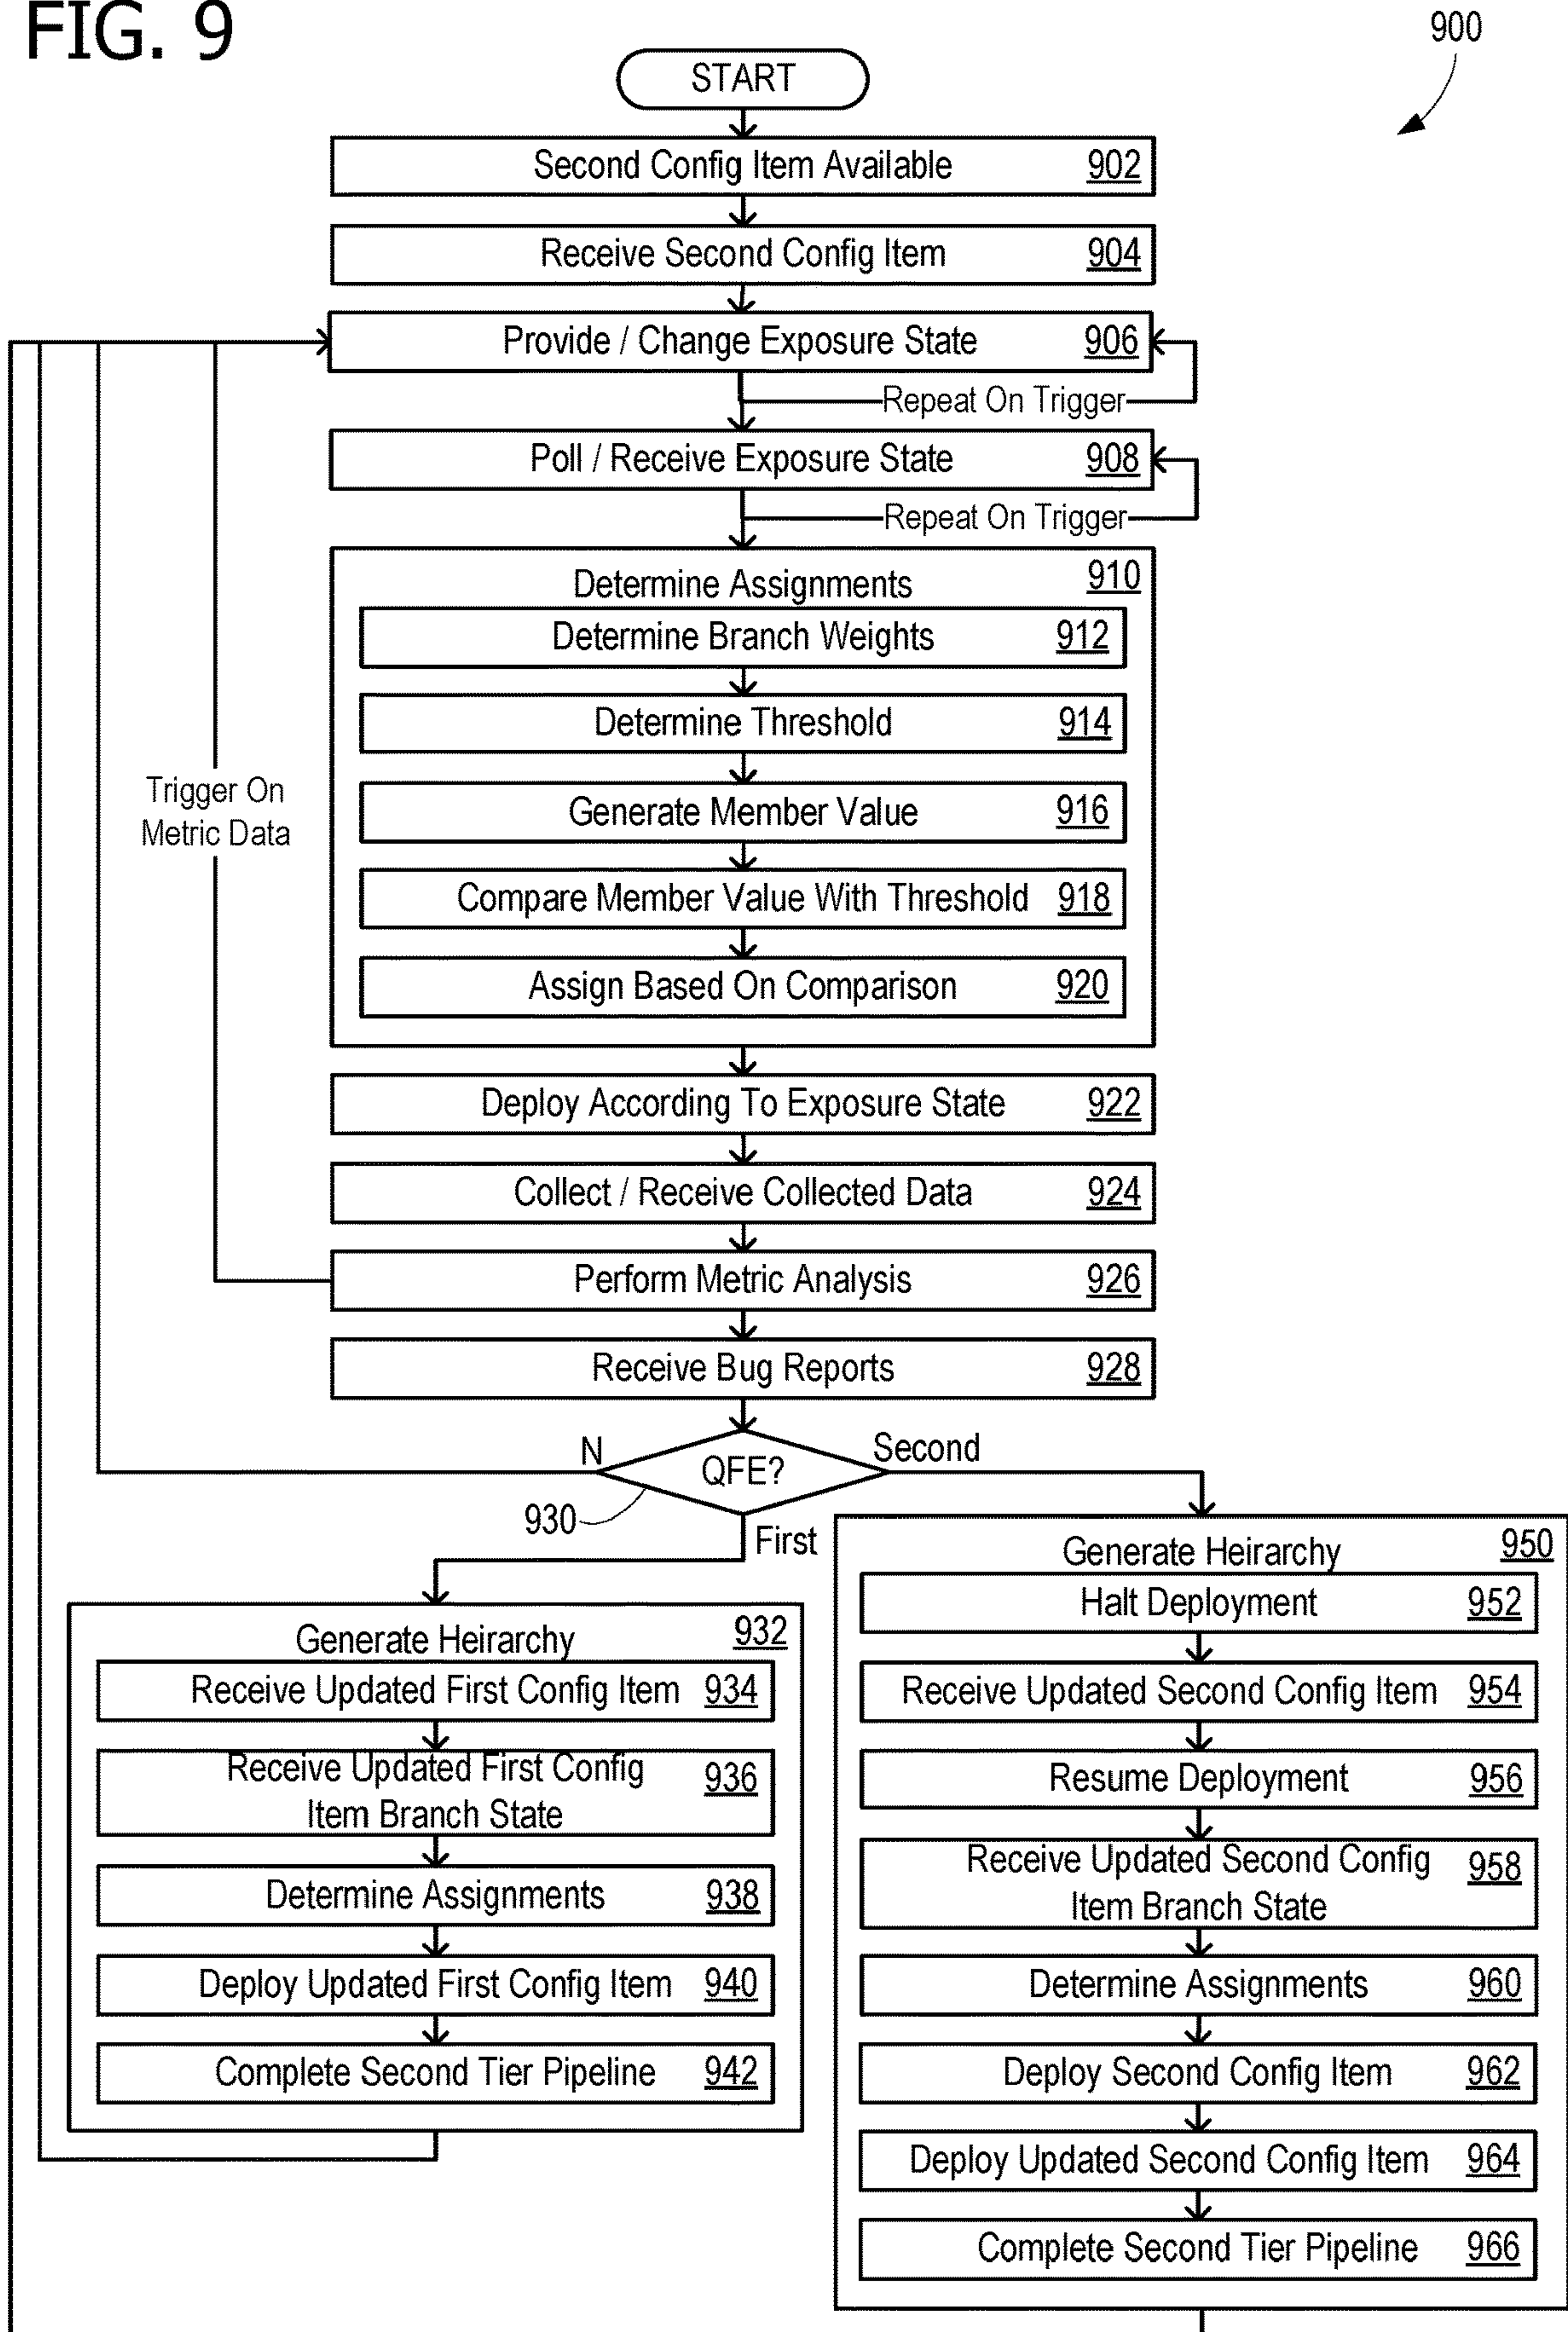 FIG. 9
900
START
Second Config Item Available 902
Receive Second Config Item 904
Provide / Change Exposure State 906
Repeat On Trigger
Poll / Receive Exposure State 908
Repeat On Trigger
Determine Assignments 910
Determine Branch Weights 912
Determine Threshold 914
Generate Member Value 916
Compare Member Value With Threshold 918
Assign Based On Comparison 920
Trigger On
Metric Data
Deploy According To Exposure State 922
Collect / Receive Collected Data 924
Perform Metric Analysis 926
Receive Bug Reports 928
N
QFE?
Second
930
First
Generate Heirarchy 932
Receive Updated First Config Item 934
Receive Updated First Config
Item Branch State 936
Determine Assignments 938
Deploy Updated First Config Item 940
Complete Second Tier Pipeline 942
Generate Heirarchy 950
Halt Deployment 952
Receive Updated Second Config Item 954
Resume Deployment 956
Receive Updated Second Config
Item Branch State 958
Determine Assignments 960
Deploy Second Config Item 962
Deploy Updated Second Config Item 964
Complete Second Tier Pipeline 966